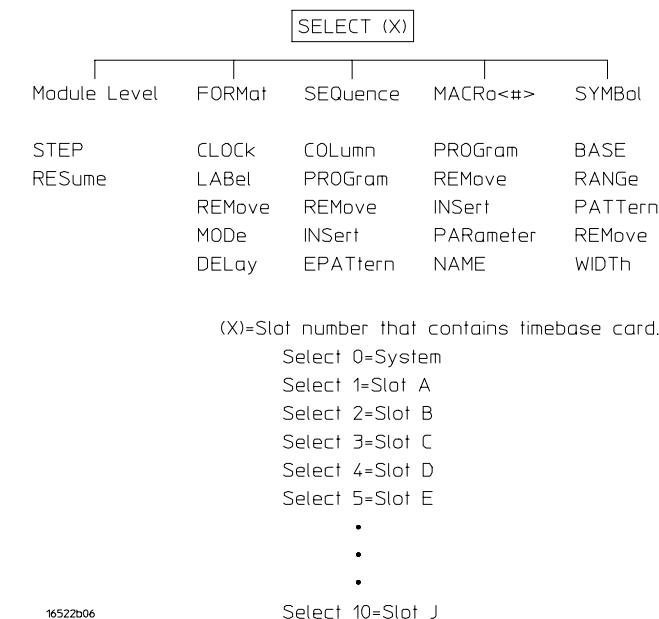 SELECT (X)
Module Level FORMat SEQuence MACRo<#> SYMBol
STEP CLOCk COLumn PROGram BASE
RESume LABel PROGram REMove RANGe
REMove REMove INSert PATTern
MODe INSert PARameter REMove
DELay EPATtern NAME WIDTh
(X)=Slot number that contains timebase card.
Select 0=System
Select 1=Slot A
Select 2=Slot B
Select 3=Slot C
Select 4=Slot D
Select 5=Slot E
•
•
•
16522b06 Select 10=Slot J